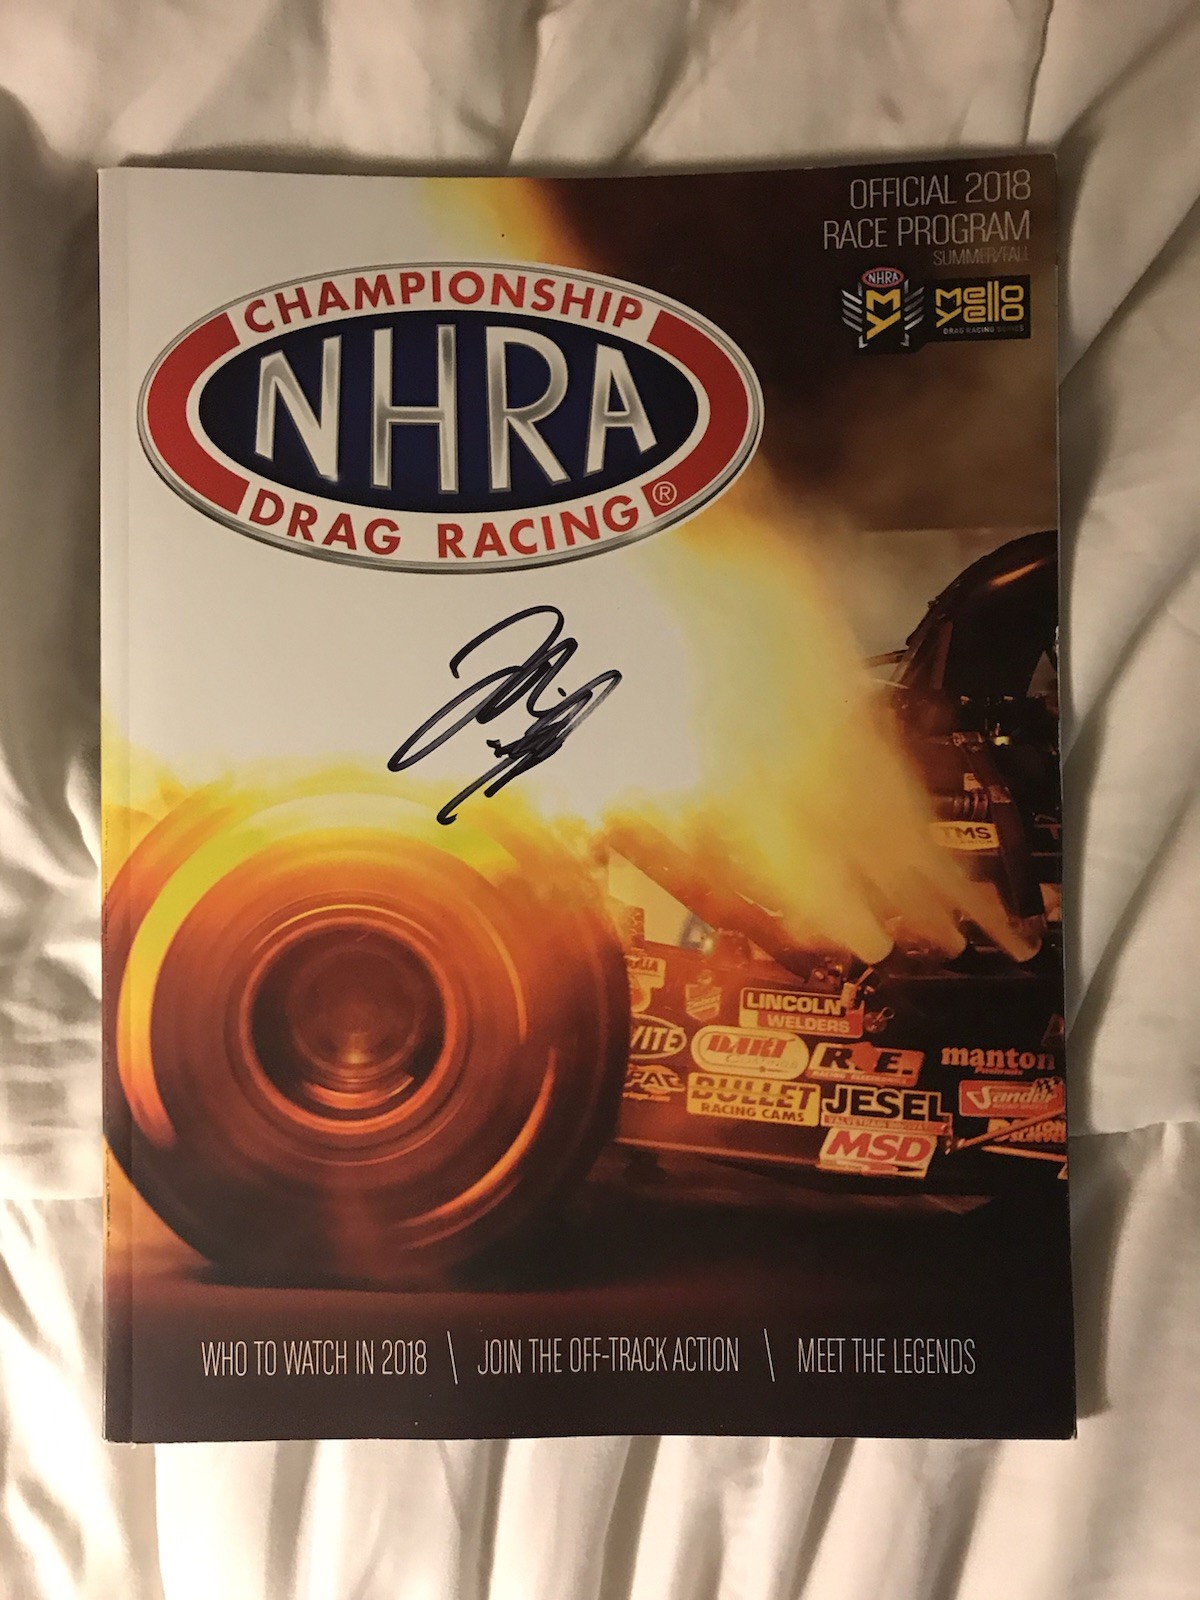 OFFICIAL 2018
RACE PROGRAM
SUMMER/FALL
NHRA
MY
Mello
Yello
DRAG RACING SERIES
CHAMPIONSHIP
NHRA
DRAG RACING®
TMS
LINCOLN
WELDERS
DART
R.E.
manton
BULLET
RACING CAMS
JESEL
MSD
WHO TO WATCH IN 2018 \ JOIN THE OFF-TRACK ACTION \ MEET THE LEGENDS